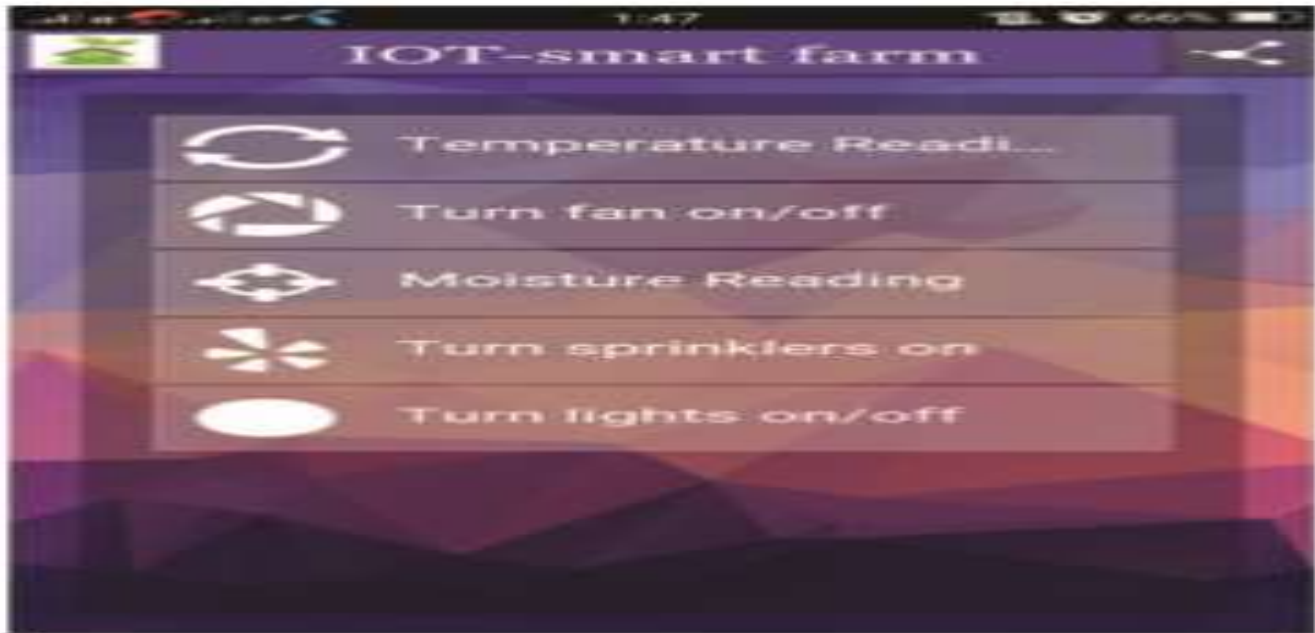 1:47 66%
IOT-smart farm
Temperature Readi...
Turn fan on/off
Moisture Reading
Turn sprinklers on
Turn lights on/off